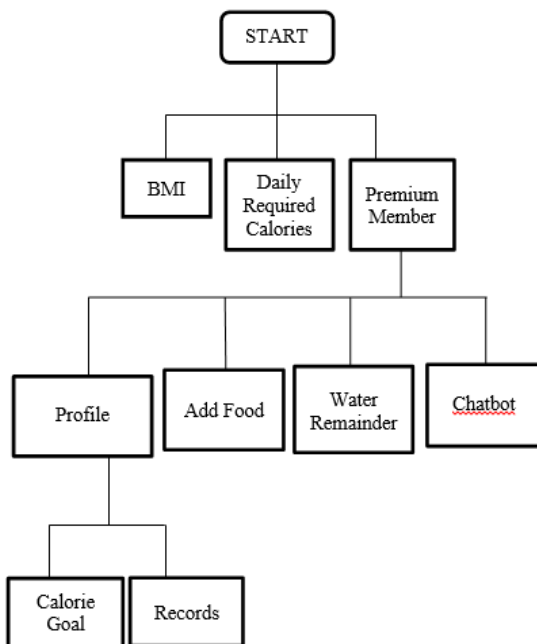 START
BMI
Daily
Required
Calories
Premium
Member
Profile
Add Food
Water
Remainder
Chatbot
Calorie
Goal
Records